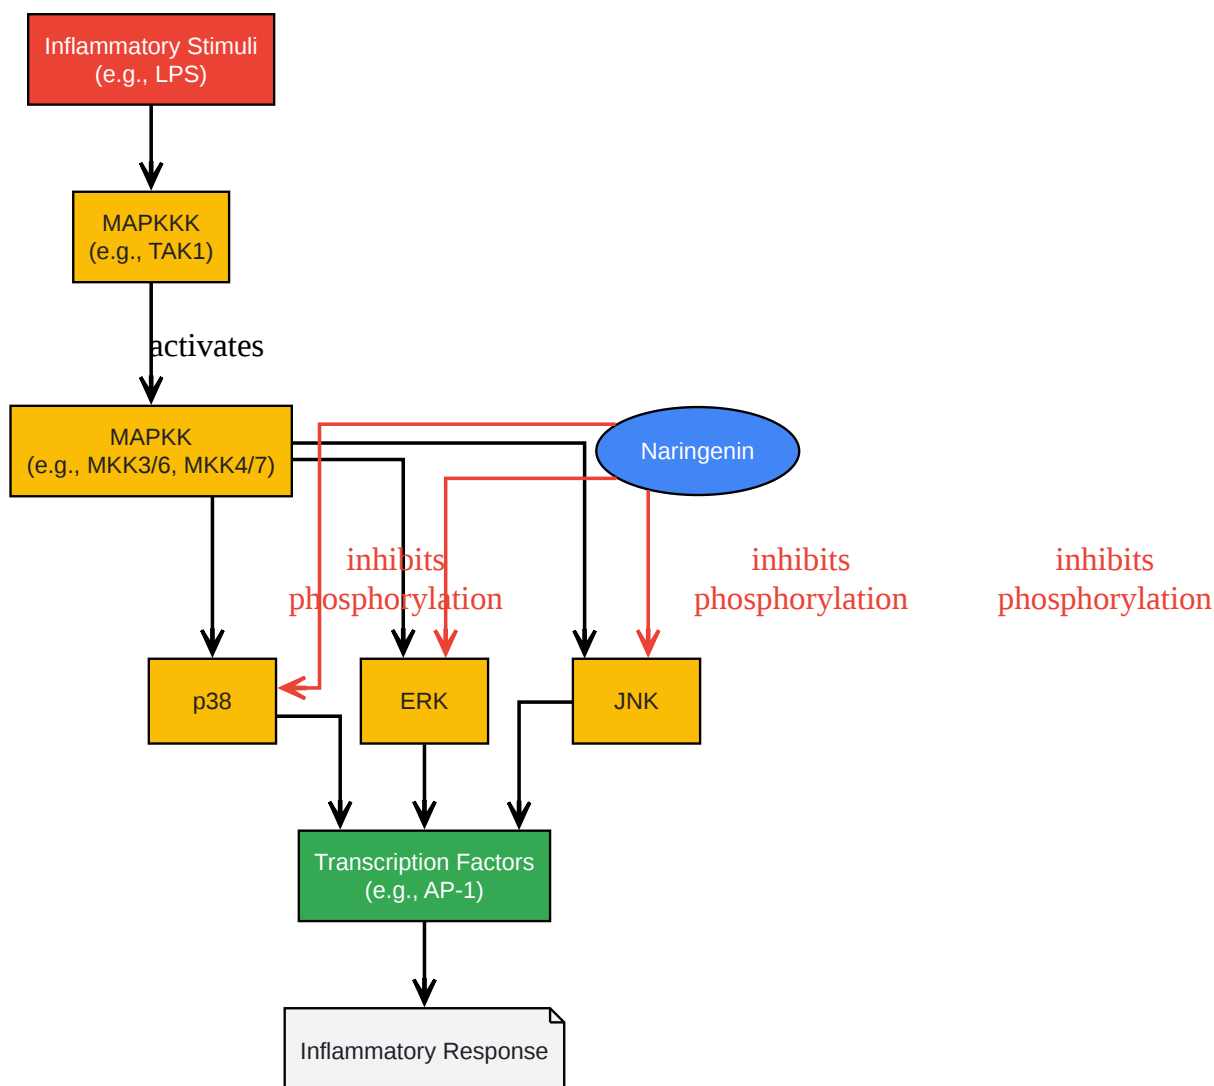 Inflammatory Stimuli
(e.g., LPS)
MAPKKK
(e.g., TAK1)
activates
MAPKK
(e.g., MKK3/6, MKK4/7)
Naringenin
inhibits
phosphorylation
inhibits
phosphorylation
inhibits
phosphorylation
p38
ERK
JNK
Transcription Factors
(e.g., AP-1)
Inflammatory Response